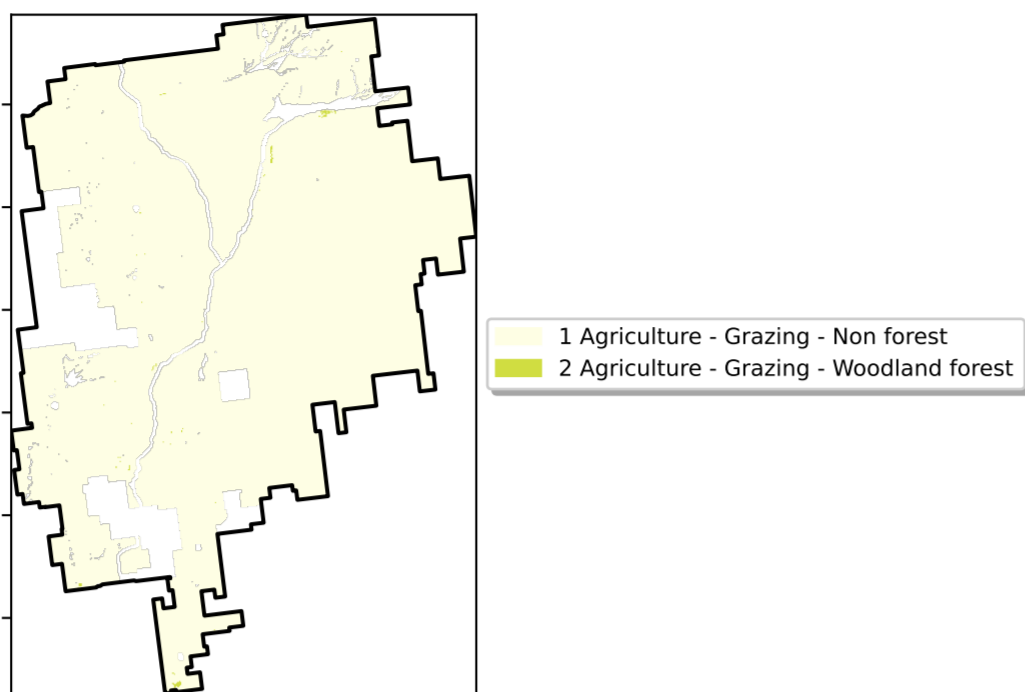 1 Agriculture - Grazing - Non forest
2 Agriculture - Grazing - Woodland forest